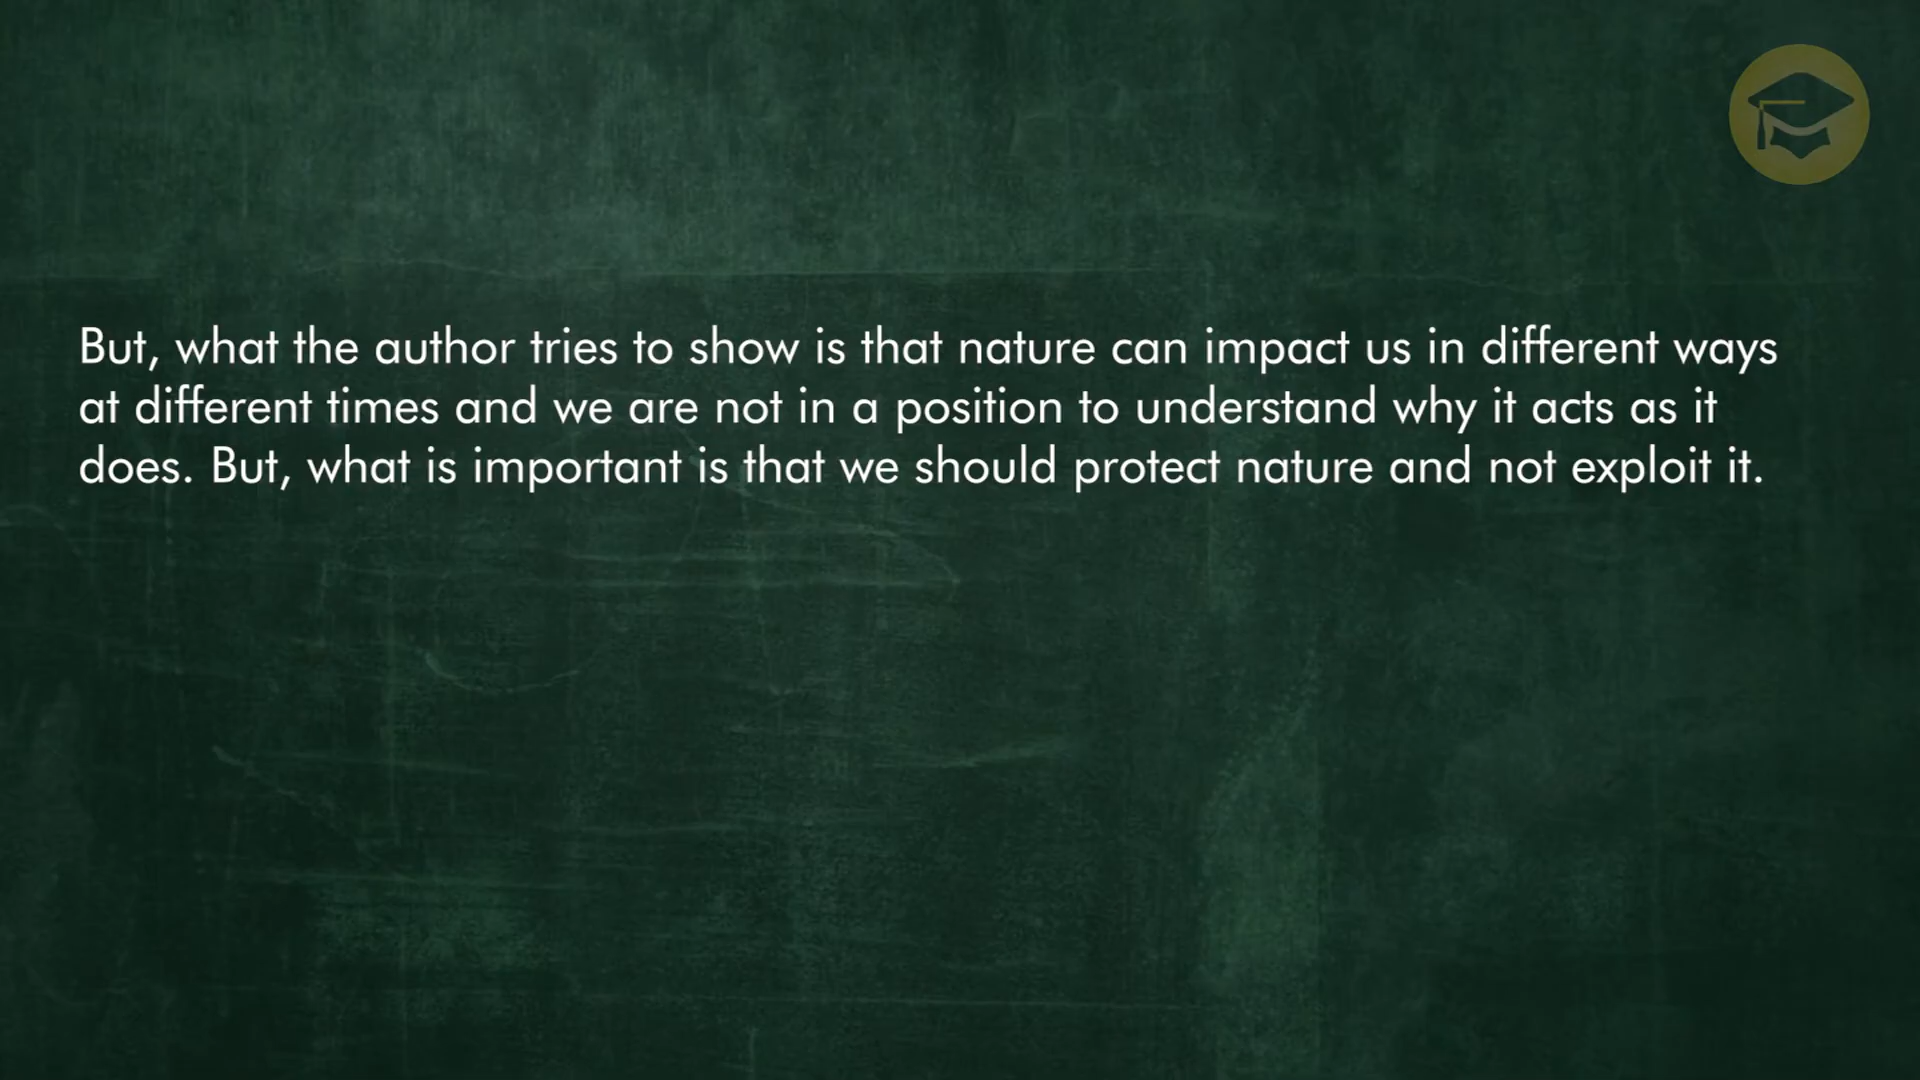 But, what the author tries to show is that nature can impact us in different ways
at different times and we are not in a position to understand why it acts as it
does. But, what is important is that we should protect nature and not exploit it.